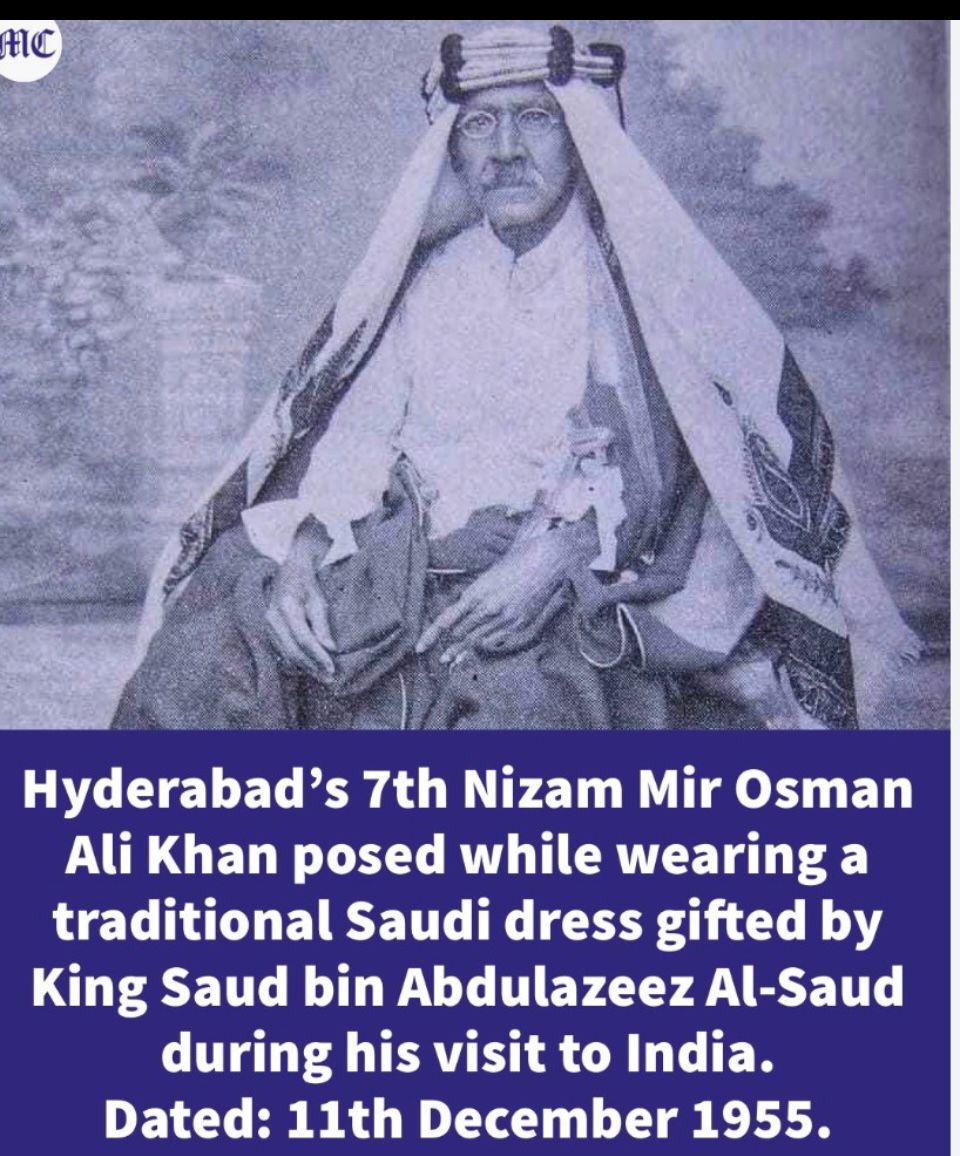 MC
Hyderabad’s 7th Nizam Mir Osman
Ali Khan posed while wearing a
traditional Saudi dress gifted by
King Saud bin Abdulazeez Al-Saud
during his visit to India.
Dated: 11th December 1955.